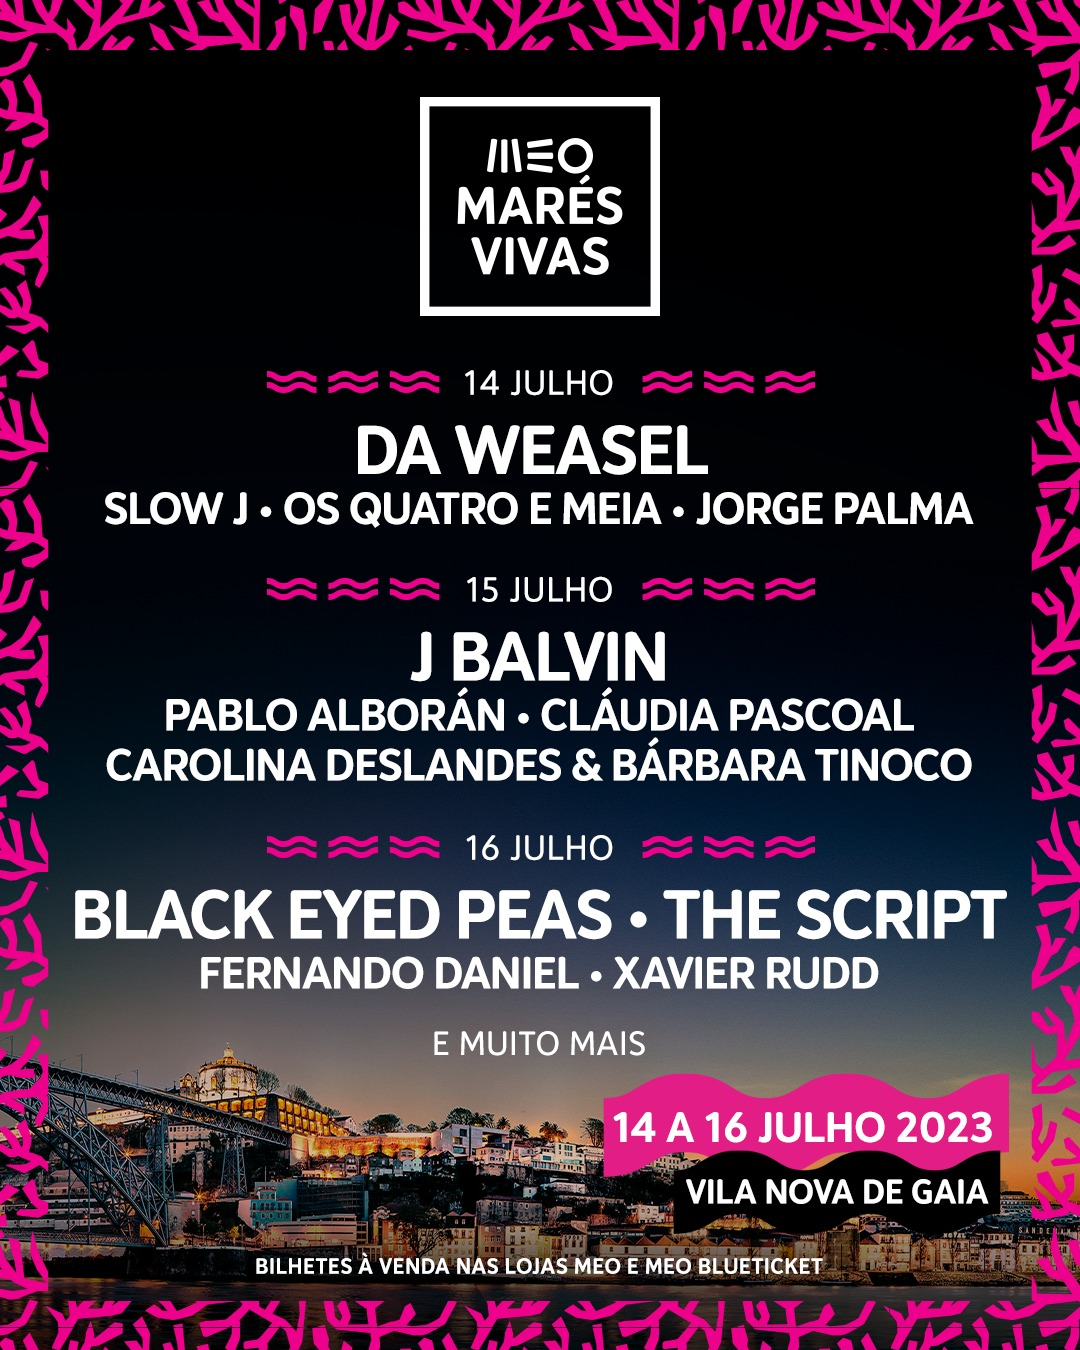 MEO
MARÉS
VIVAS
14 JULHO
DA WEASEL
SLOW J • OS QUATRO E MEIA • JORGE PALMA
15 JULHO
J BALVIN
PABLO ALBORÁN • CLÁUDIA PASCOAL
CAROLINA DESLANDES & BÁRBARA TINOCO
16 JULHO
BLACK EYED PEAS • THE SCRIPT
FERNANDO DANIEL • XAVIER RUDD
E MUITO MAIS
14 A 16 JULHO 2023
VILA NOVA DE GAIA
BILHETES À VENDA NAS LOJAS MEO E MEO BLUETICKET